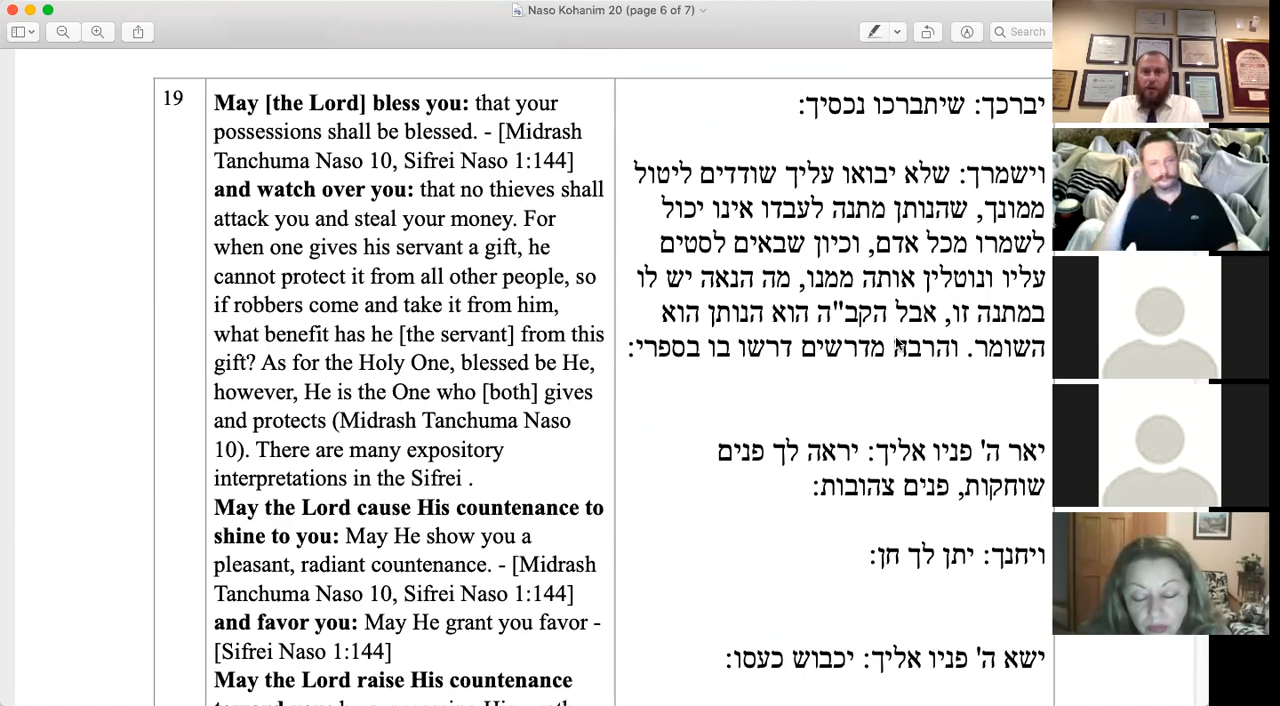 Naso Kohanim 20 (page 6 of 7)
Search
19
May [the Lord] bless you: that your
possessions shall be blessed. - [Midrash
Tanchuma Naso 10, Sifrei Naso 1:144]
and watch over you: that no thieves shall
attack you and steal your money. For
when one gives his servant a gift, he
cannot protect it from all other people, so
if robbers come and take it from him,
what benefit has he [the servant] from this
gift? As for the Holy One, blessed be He,
however, He is the One who [both] gives
and protects (Midrash Tanchuma Naso
10). There are many expository
interpretations in the Sifrei .
May the Lord cause His countenance to
shine to you: May He show you a
pleasant, radiant countenance. - [Midrash
Tanchuma Naso 10, Sifrei Naso 1:144]
and favor you: May He grant you favor -
[Sifrei Naso 1:144]
May the Lord raise His countenance
יברכך: שיתברכו נכסיך:
וישמרך: שלא יבואו עליך שודדים ליטול
ממונך, שהנותן מתנה לעבדו אינו יכול
לשמרו מכל אדם, וכיון שבאים לסטים
עליו ונוטלין אותה ממנו, מה הנאה יש לו
במתנה זו, אבל הקב"ה הוא הנותן הוא
השומר. והרבה מדרשים דרשו בו בספרי:
יאר ה' פניו אליך: יראה לך פנים
שוחקות, פנים צהובות:
ויחנך: יתן לך חן:
ישא ה' פניו אליך: יכבוש כעסו: